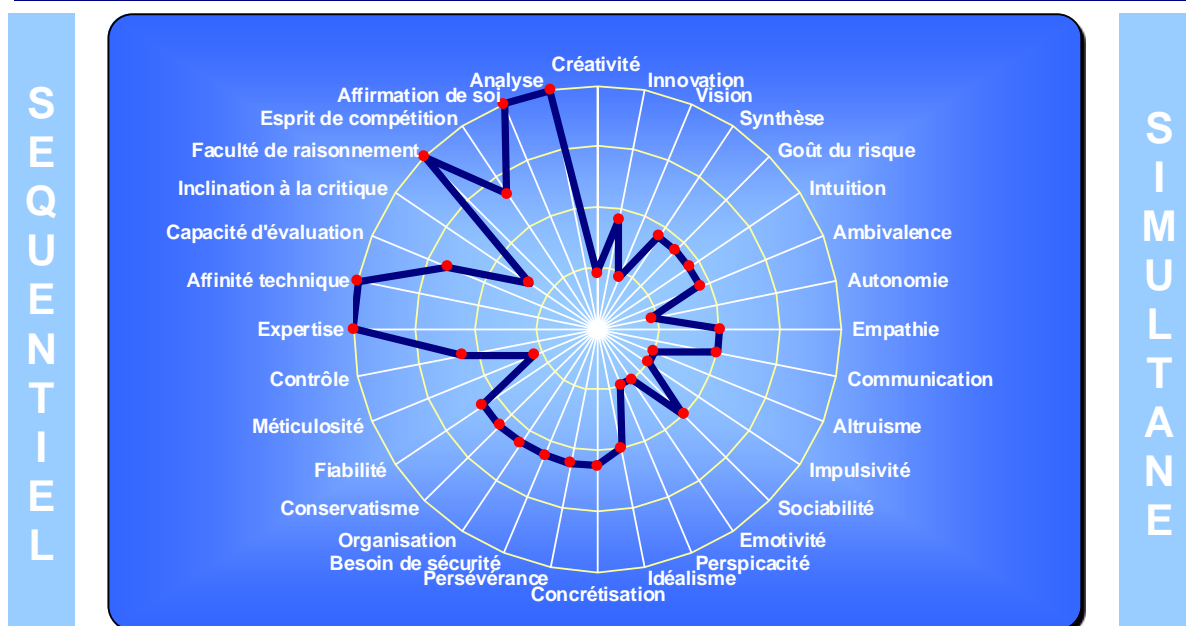 SEQUENTIEL
Créativité
Innovation
Vision
Synthèse
Goût du risque
Intuition
Ambivalence
Autonomie
Empathie
Communication
Altruisme
Impulsivité
Sociabilité
Emotivité
Perspicacité
Idéalisme
Concrétisation
Persévérance
Besoin de sécurité
Organisation
Conservatisme
Fiabilité
Méticulosité
Contrôle
Expertise
Affinité technique
Capacité d'évaluation
Inclination à la critique
Faculté de raisonnement
Esprit de compétition
Affirmation de soi
Analyse
SIMULTANE